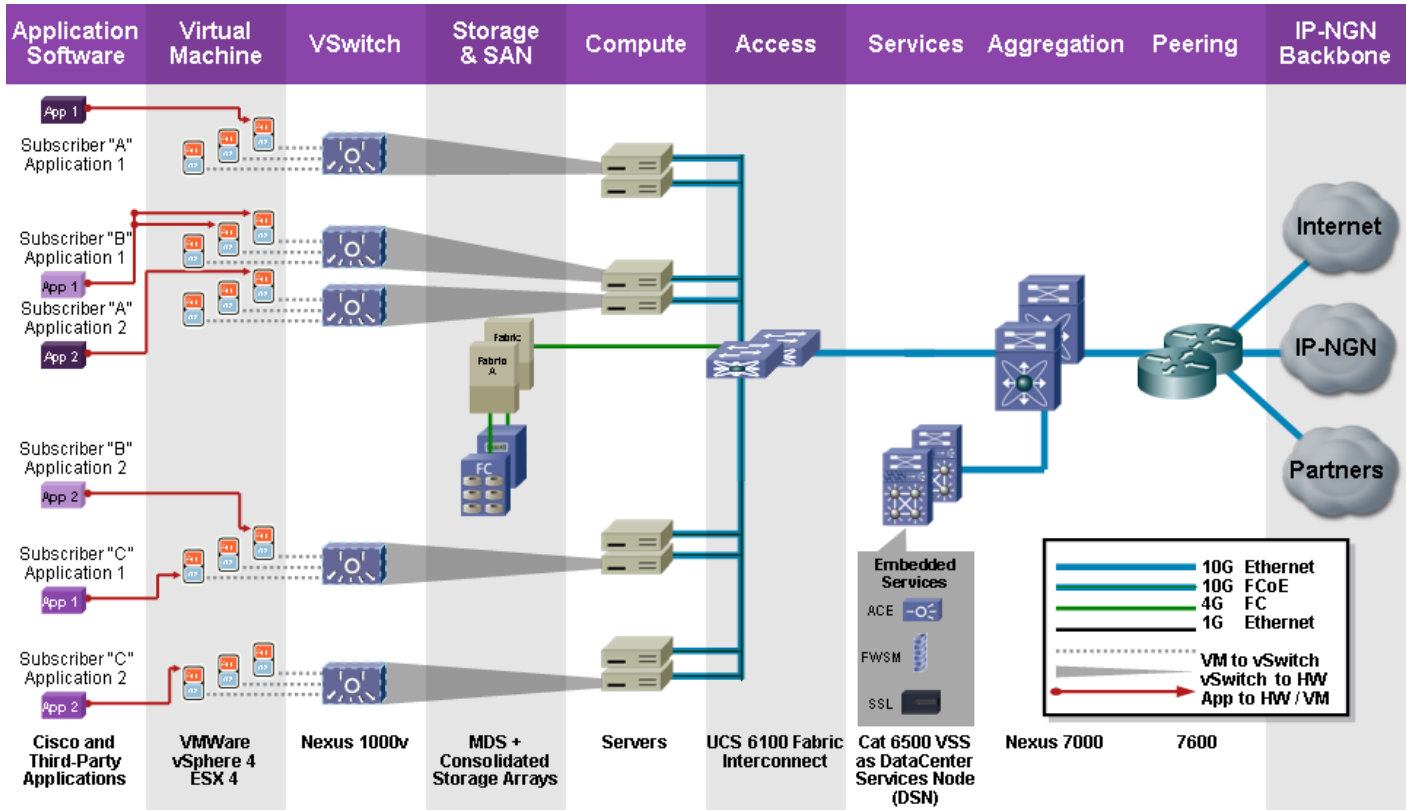 Application
Software
Virtual
Machine
VSwitch
Storage
& SAN
Compute
Access
Services
Aggregation
Peering
IP-NGN
Backbone
App 1
Subscriber "A"
Application 1
Subscriber "B"
Application 1
App 1
Subscriber "A"
Application 2
App 2
Subscriber "B"
Application 2
App 2
Subscriber "C"
Application 1
App 1
Subscriber "C"
Application 2
App 2
Fabric
Fabric
A
FC
Internet
IP-NGN
Partners
Embedded
Services
ACE
FWSM
SSL
10G Ethernet
10G FCoE
4G FC
1G Ethernet
VM to vSwitch
vSwitch to HW
App to HW / VM
Cisco and
Third-Party
Applications
VMWare
vSphere 4
ESX 4
Nexus 1000v
MDS +
Consolidated
Storage Arrays
Servers
UCS 6100 Fabric
Interconnect
Cat 6500 VSS
as DataCenter
Services Node
(DSN)
Nexus 7000
7600